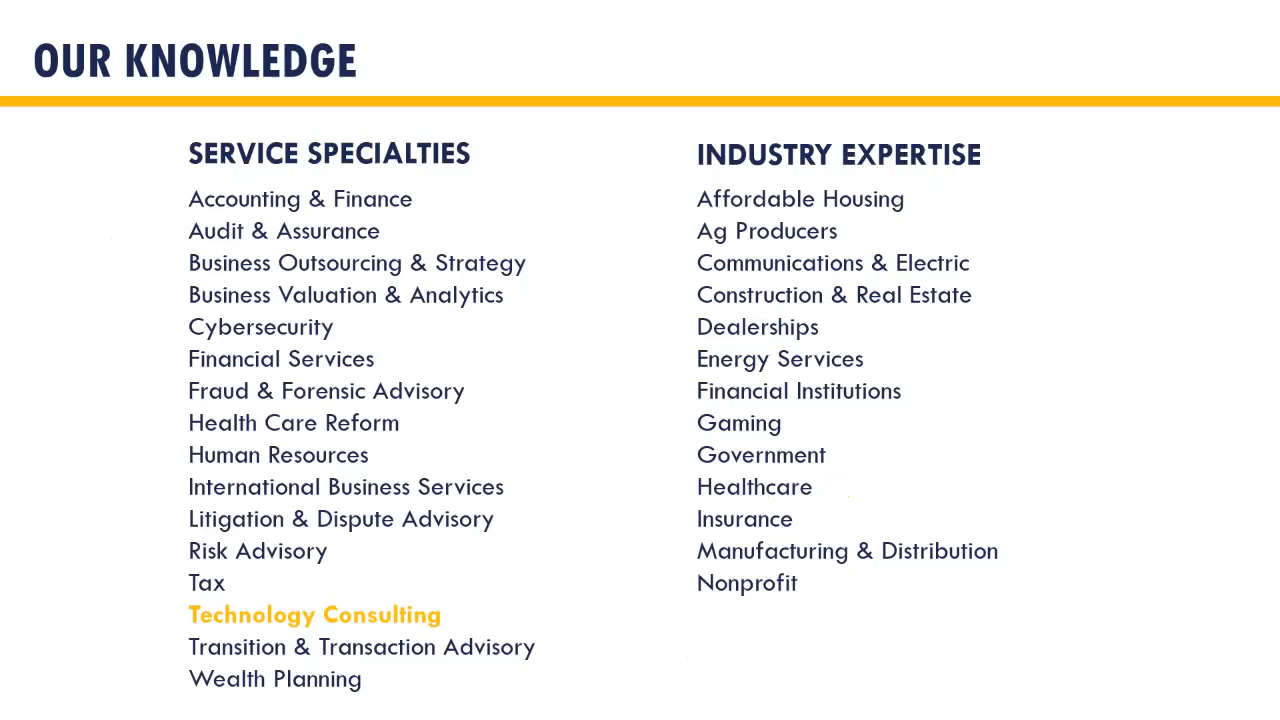 OUR KNOWLEDGE
SERVICE SPECIALTIES
Accounting & Finance
Audit & Assurance
Business Outsourcing & Strategy
Business Valuation & Analytics
Cybersecurity
Financial Services
Fraud & Forensic Advisory
Health Care Reform
Human Resources
International Business Services
Litigation & Dispute Advisory
Risk Advisory
Tax
Technology Consulting
Transition & Transaction Advisory
Wealth Planning
INDUSTRY EXPERTISE
Affordable Housing
Ag Producers
Communications & Electric
Construction & Real Estate
Dealerships
Energy Services
Financial Institutions
Gaming
Government
Healthcare
Insurance
Manufacturing & Distribution
Nonprofit